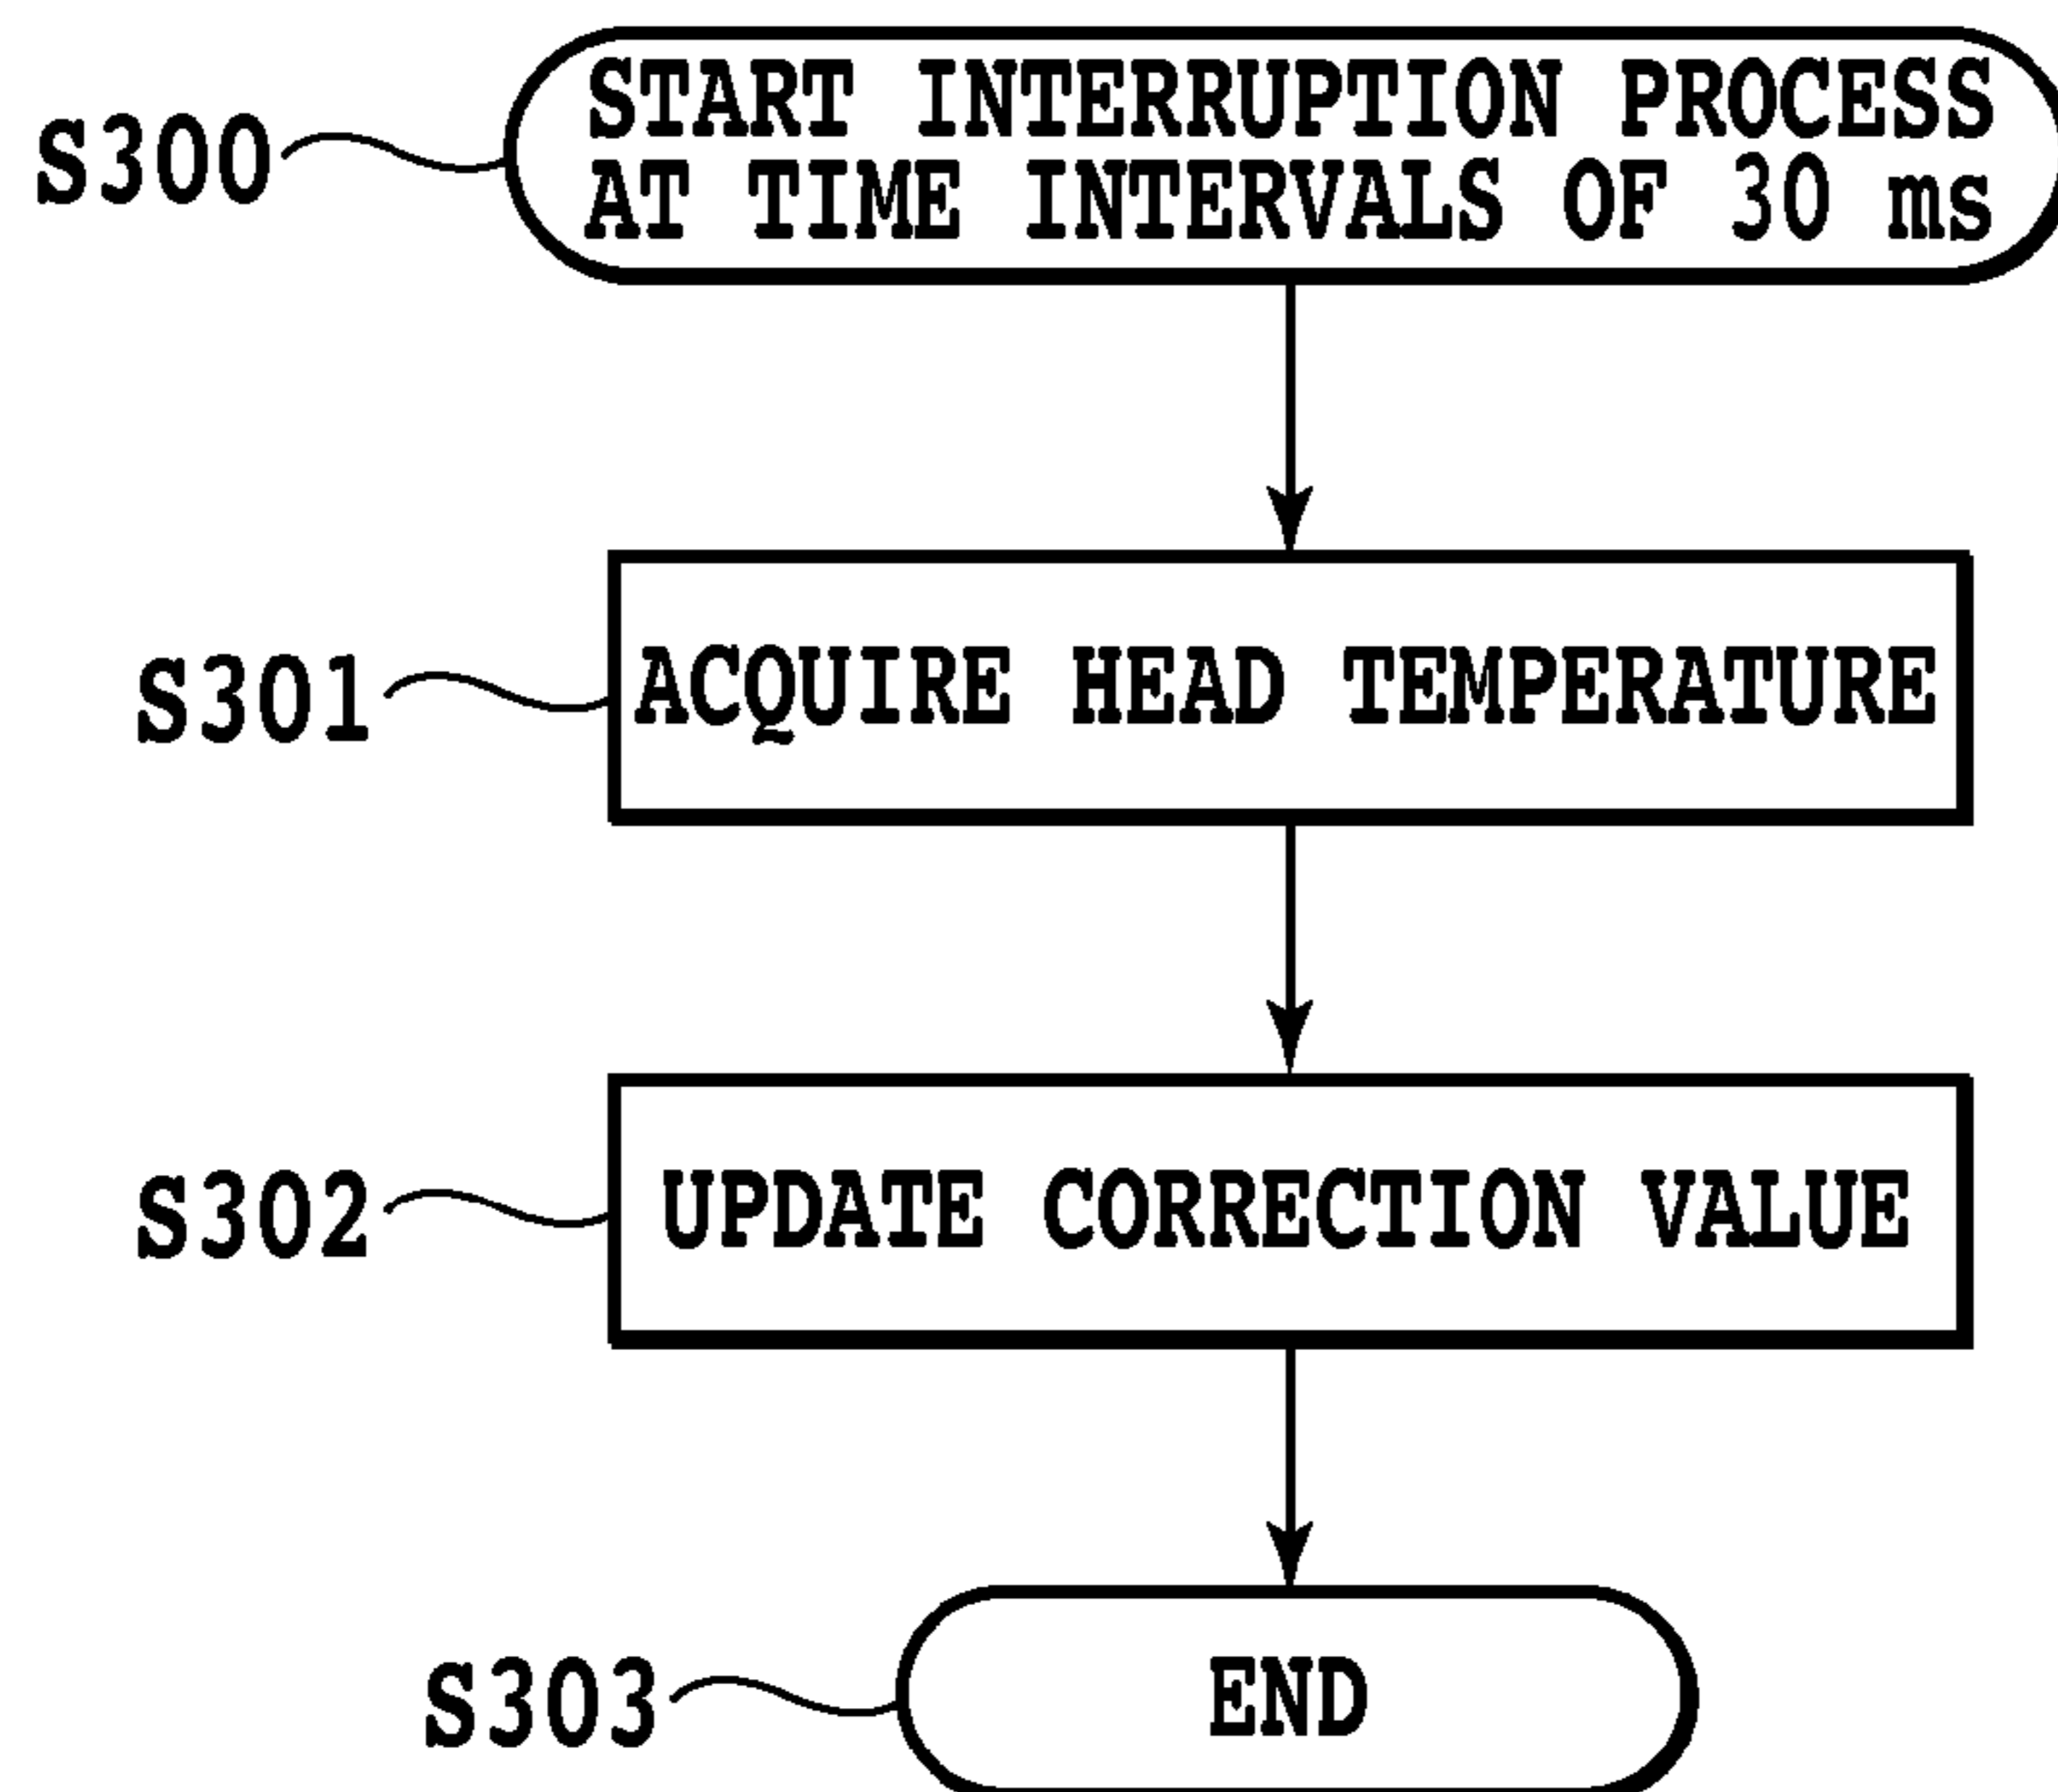 S300
START INTERRUPTION PROCESS
AT TIME INTERVALS OF 30 ms
S301
ACQUIRE HEAD TEMPERATURE
S302
UPDATE CORRECTION VALUE
S303
END